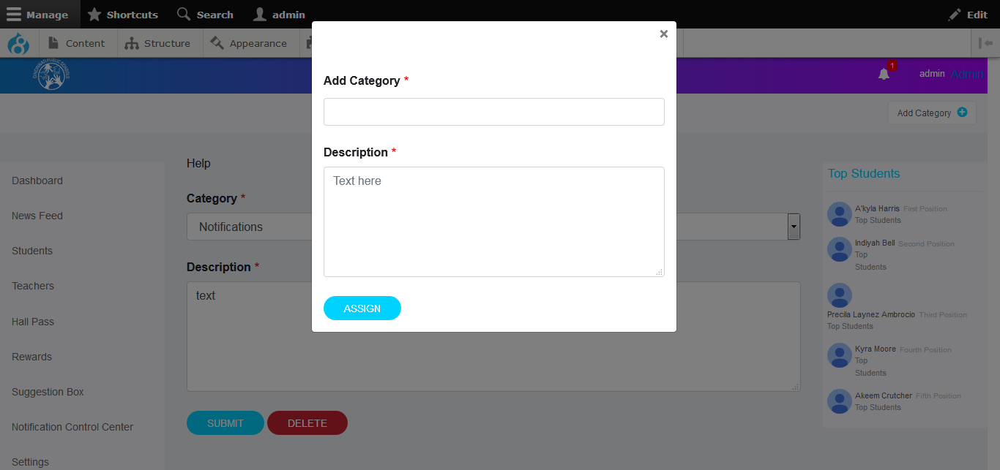 Manage Shortcuts Search admin Edit
Content Structure Appearance
1
admin Admin
Add Category
Dashboard
News Feed
Students
Teachers
Hall Pass
Rewards
Suggestion Box
Notification Control Center
Settings
Help
Category *
Notifications
Description *
text
SUBMIT DELETE
×
Add Category *
Description *
Text here
ASSIGN
Top Students
A'kyla Harris First Position
Top Students
Indiyah Bell Second Position
Top
Students
Precila Laynez Ambrocio Third Position
Top Students
Kyra Moore Fourth Position
Top
Students
Akeem Crutcher Fifth Position
Top Students